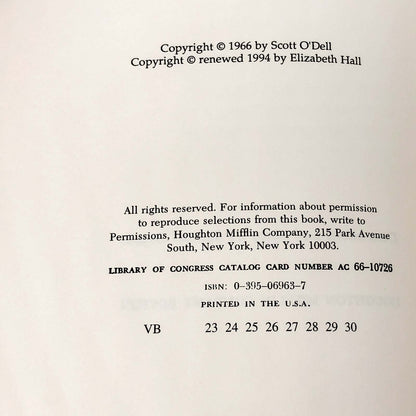 Copyright © 1966 by Scott O'Dell
Copyright © renewed 1994 by Elizabeth Hall
All rights reserved. For information about permission
to reproduce selections from this book, write to
Permissions, Houghton Mifflin Company, 215 Park Avenue
South, New York, New York 10003.
LIBRARY OF CONGRESS CATALOG CARD NUMBER AC 66-10726
ISBN: 0-395-06963-7
PRINTED IN THE U.S.A.
VB 23 24 25 26 27 28 29 30